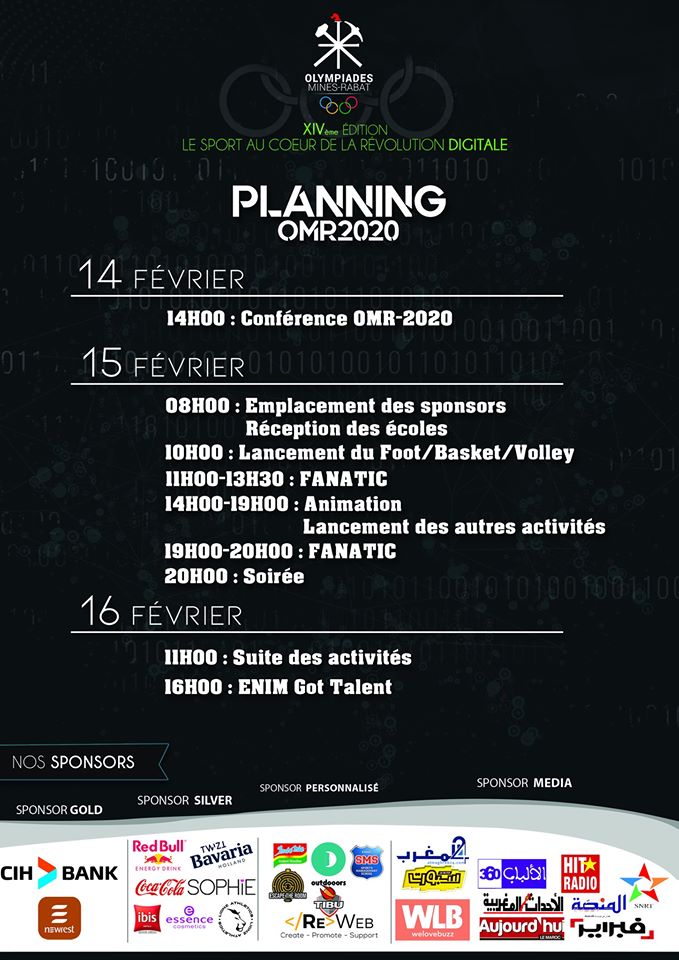 OLYMPIADES
MINES-RABAT
XIVème ÉDITION
LE SPORT AU COEUR DE LA RÉVOLUTION DIGITALE
PLANNING
OMR2020
14 FÉVRIER
14H00 : Conférence OMR-2020
15 FÉVRIER
08H00 : Emplacement des sponsors
Réception des écoles
10H00 : Lancement du Foot/Basket/Volley
11H00-13H30 : FANATIC
14H00-19H00 : Animation
Lancement des autres activités
19H00-20H00 : FANATIC
20H00 : Soirée
16 FÉVRIER
11H00 : Suite des activités
16H00 : ENIM Got Talent
NOS SPONSORS
SPONSOR GOLD
SPONSOR SILVER
SPONSOR PERSONNALISÉ
SPONSOR MEDIA
CIH BANK
newrest
Red Bull
ENERGY DRINK
Bavaria
HOLLAND
Coca-Cola
SOPHiE
ibis
essence
cosmetics
Indomie
SMS
ESCAPE THE ROOM
outdooors
TIBU
</Re>WEB
Create - Promote - Support
المغرب
WLB
welovebuzz
360 الألباب
HIT
RADIO
SNRT
الأحداث المغربية
المنصة
Aujourd'hui
LE MAROC
فبراير